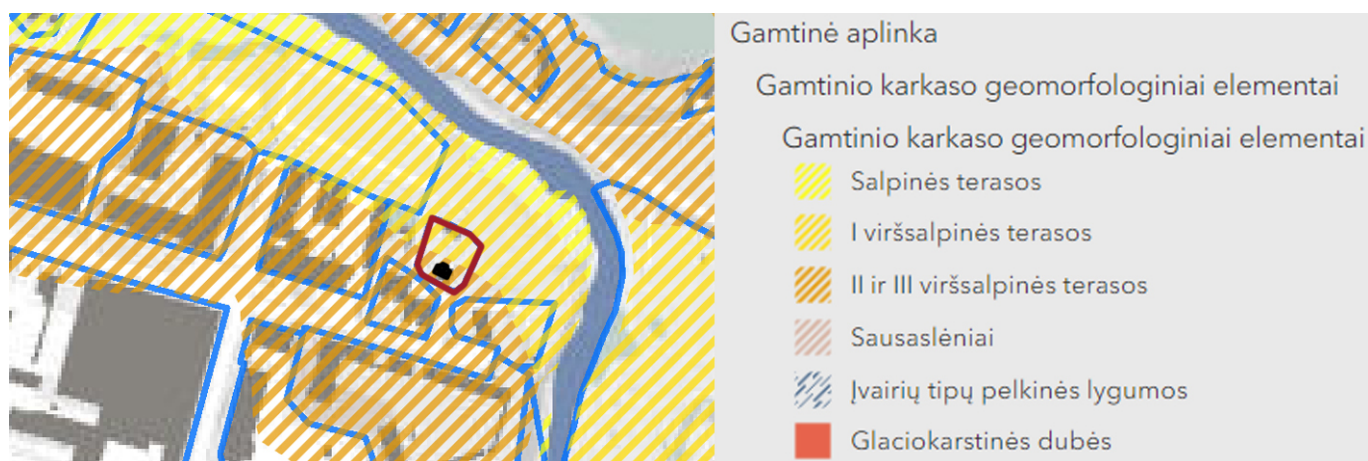 Gamtinė aplinka
Gamtinio karkaso geomorfologiniai elementai
Gamtinio karkaso geomorfologiniai elementai
Salpinės terasos
I viršsalpinės terasos
II ir III viršsalpinės terasos
Sausaslėniai
Įvairių tipų pelkinės lygumos
Glaciokarstinės dubės